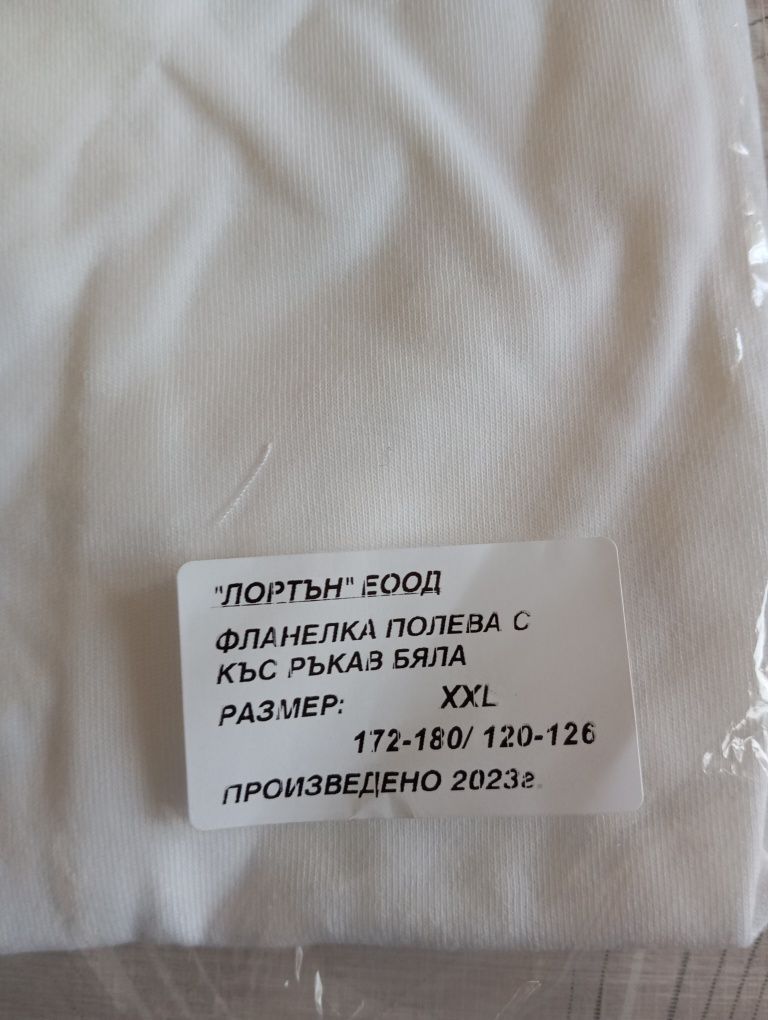 "ЛОРТЪН" ЕООД
ФЛАНЕЛКА ПОЛЕВА С
КЪС РЪКАВ БЯЛА
РАЗМЕР: XXL
172-180/ 120-126
ПРОИЗВЕДЕНО 2023г.